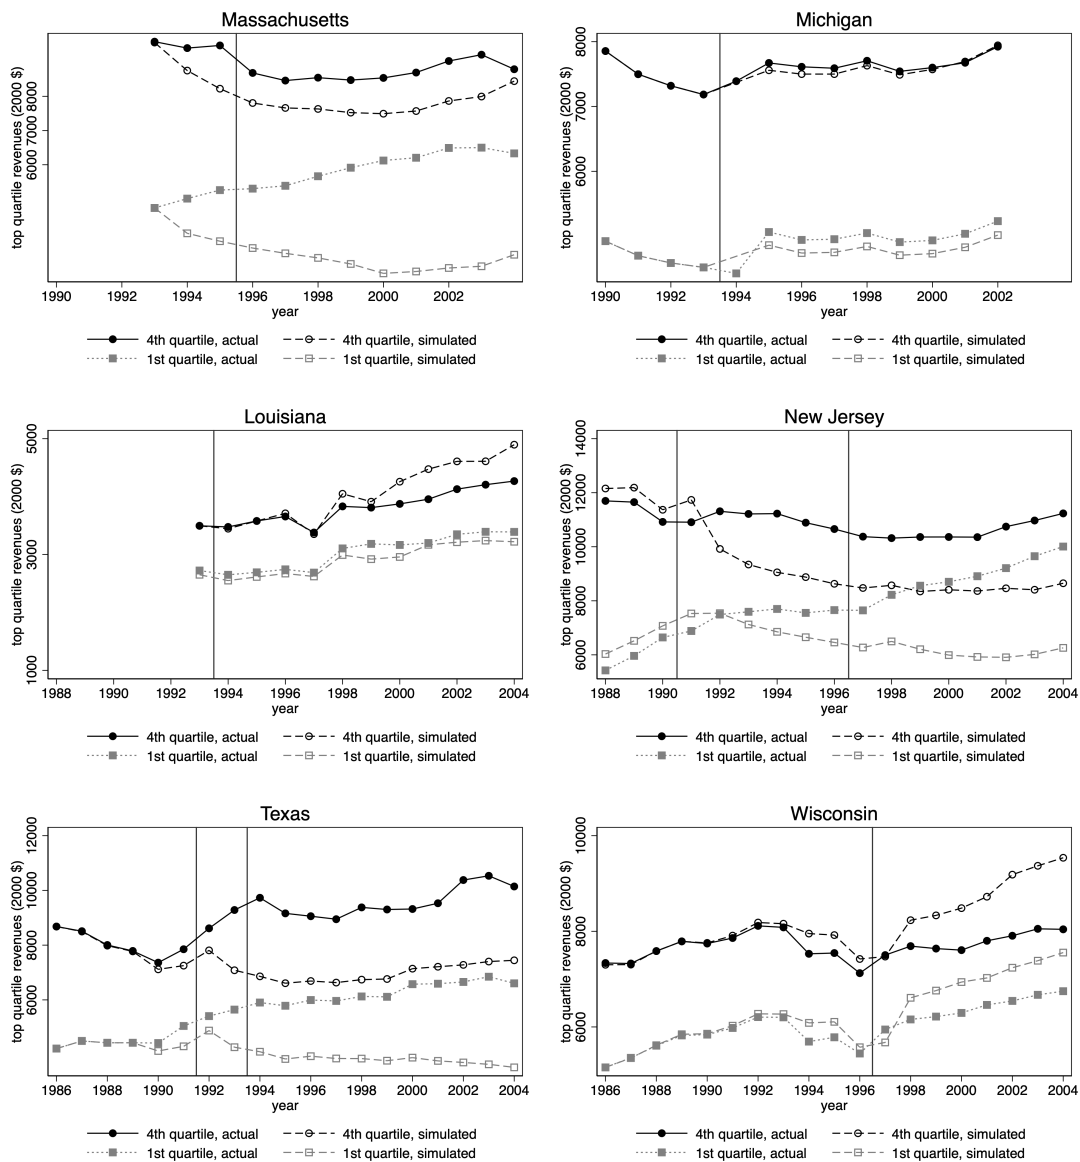 Massachusetts
top quartile revenues (2000 $)
8000
7000
6000
1990 1992 1994 1996 1998 2000 2002
year
4th quartile, actual 4th quartile, simulated
1st quartile, actual 1st quartile, simulated
Michigan
top quartile revenues (2000 $)
8000
7000
6000
1990 1992 1994 1996 1998 2000 2002
year
4th quartile, actual 4th quartile, simulated
1st quartile, actual 1st quartile, simulated
Louisiana
top quartile revenues (2000 $)
5000
3000
1000
1988 1990 1992 1994 1996 1998 2000 2002 2004
year
4th quartile, actual 4th quartile, simulated
1st quartile, actual 1st quartile, simulated
New Jersey
top quartile revenues (2000 $)
14000
12000
10000
8000
6000
1988 1990 1992 1994 1996 1998 2000 2002 2004
year
4th quartile, actual 4th quartile, simulated
1st quartile, actual 1st quartile, simulated
Texas
top quartile revenues (2000 $)
12000
10000
8000
6000
1986 1988 1990 1992 1994 1996 1998 2000 2002 2004
year
4th quartile, actual 4th quartile, simulated
1st quartile, actual 1st quartile, simulated
Wisconsin
top quartile revenues (2000 $)
10000
8000
6000
1986 1988 1990 1992 1994 1996 1998 2000 2002 2004
year
4th quartile, actual 4th quartile, simulated
1st quartile, actual 1st quartile, simulated